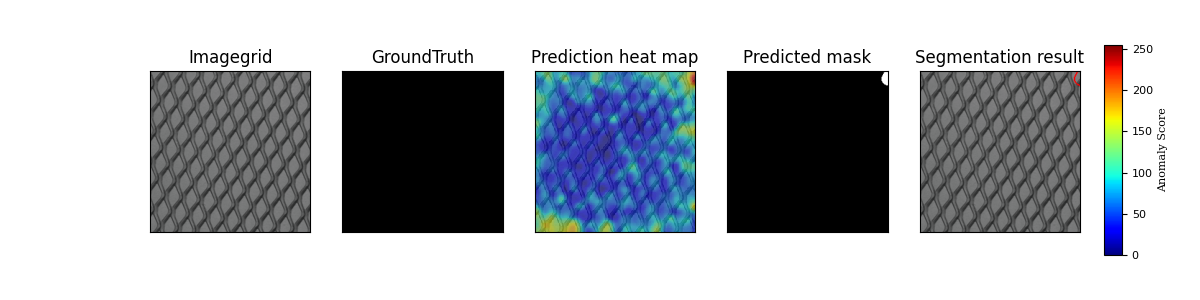 Imagegrid
GroundTruth
Prediction heat map
Predicted mask
Segmentation result
250
200
150
100
50
0
Anomaly Score